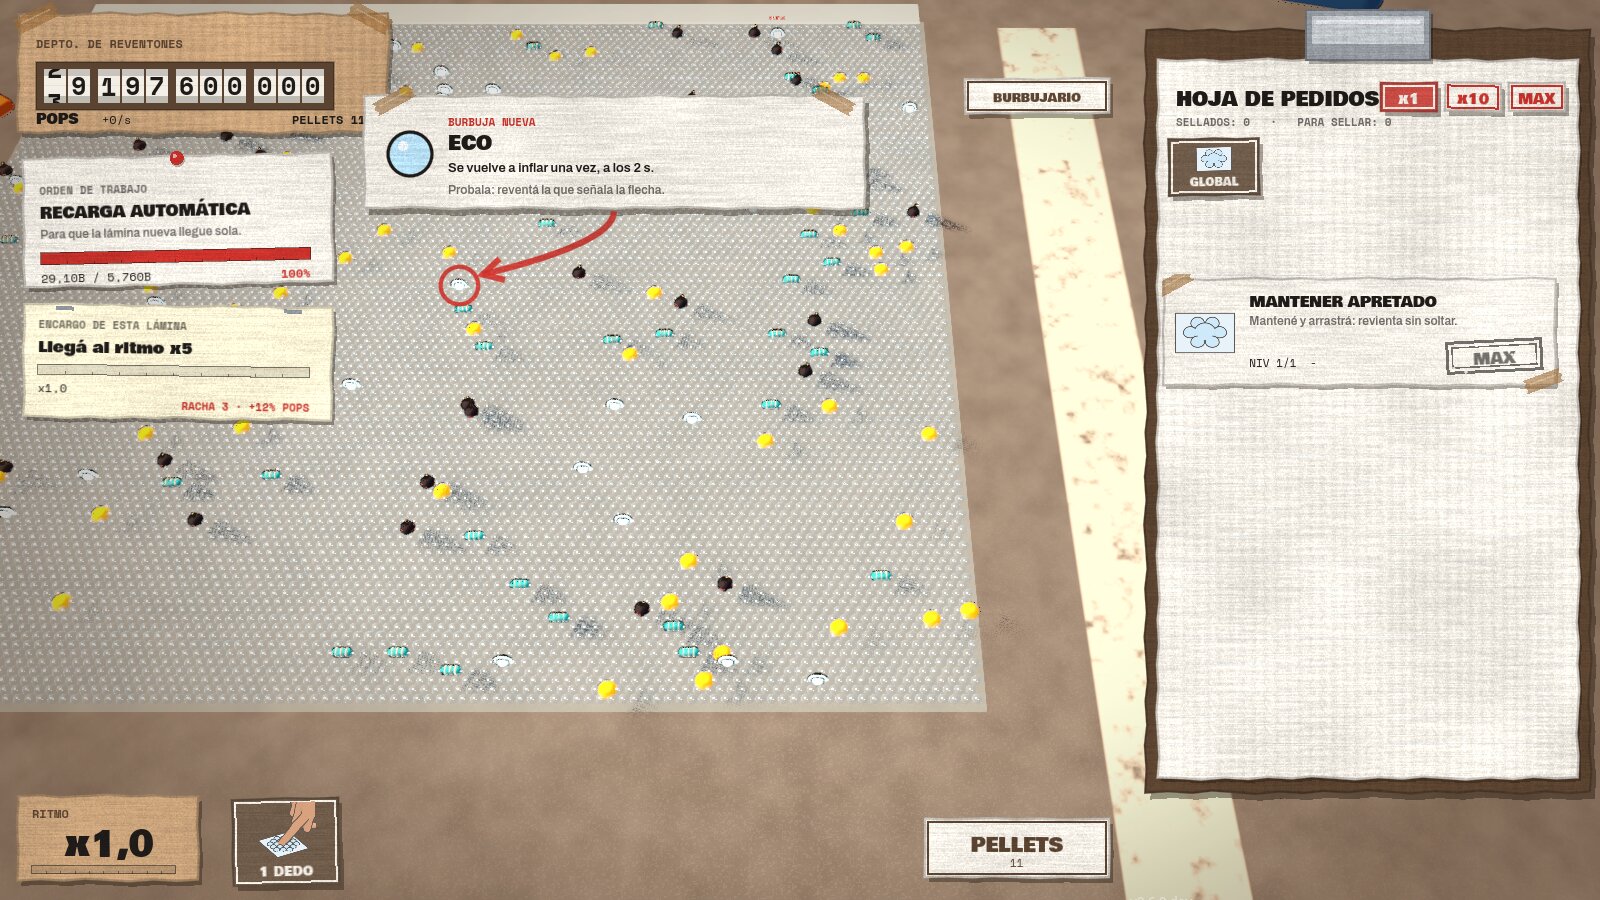 DEPTO. DE REVENTONES
9 197 600 000
POPS +0/s PELLETS 11
BURBUJA NUEVA
ECO
Se vuelve a inflar una vez, a los 2 s.
Probala: reventá la que señala la flecha.
ORDEN DE TRABAJO
RECARGA AUTOMÁTICA
Para que la lámina nueva llegue sola.
29,10B / 5,760B 100%
ENCARGO DE ESTA LÁMINA
Llegá al ritmo x5
x1,0
RACHA 3 · +12% POPS
BURBUJARIO
HOJA DE PEDIDOS x1 x10 MAX
SELLADOS: 0 · PARA SELLAR: 0
GLOBAL
MANTENER APRETADO
Mantené y arrastrá: revienta sin soltar.
NIV 1/1 - MAX
RITMO
x1,0
1 DEDO
PELLETS
11